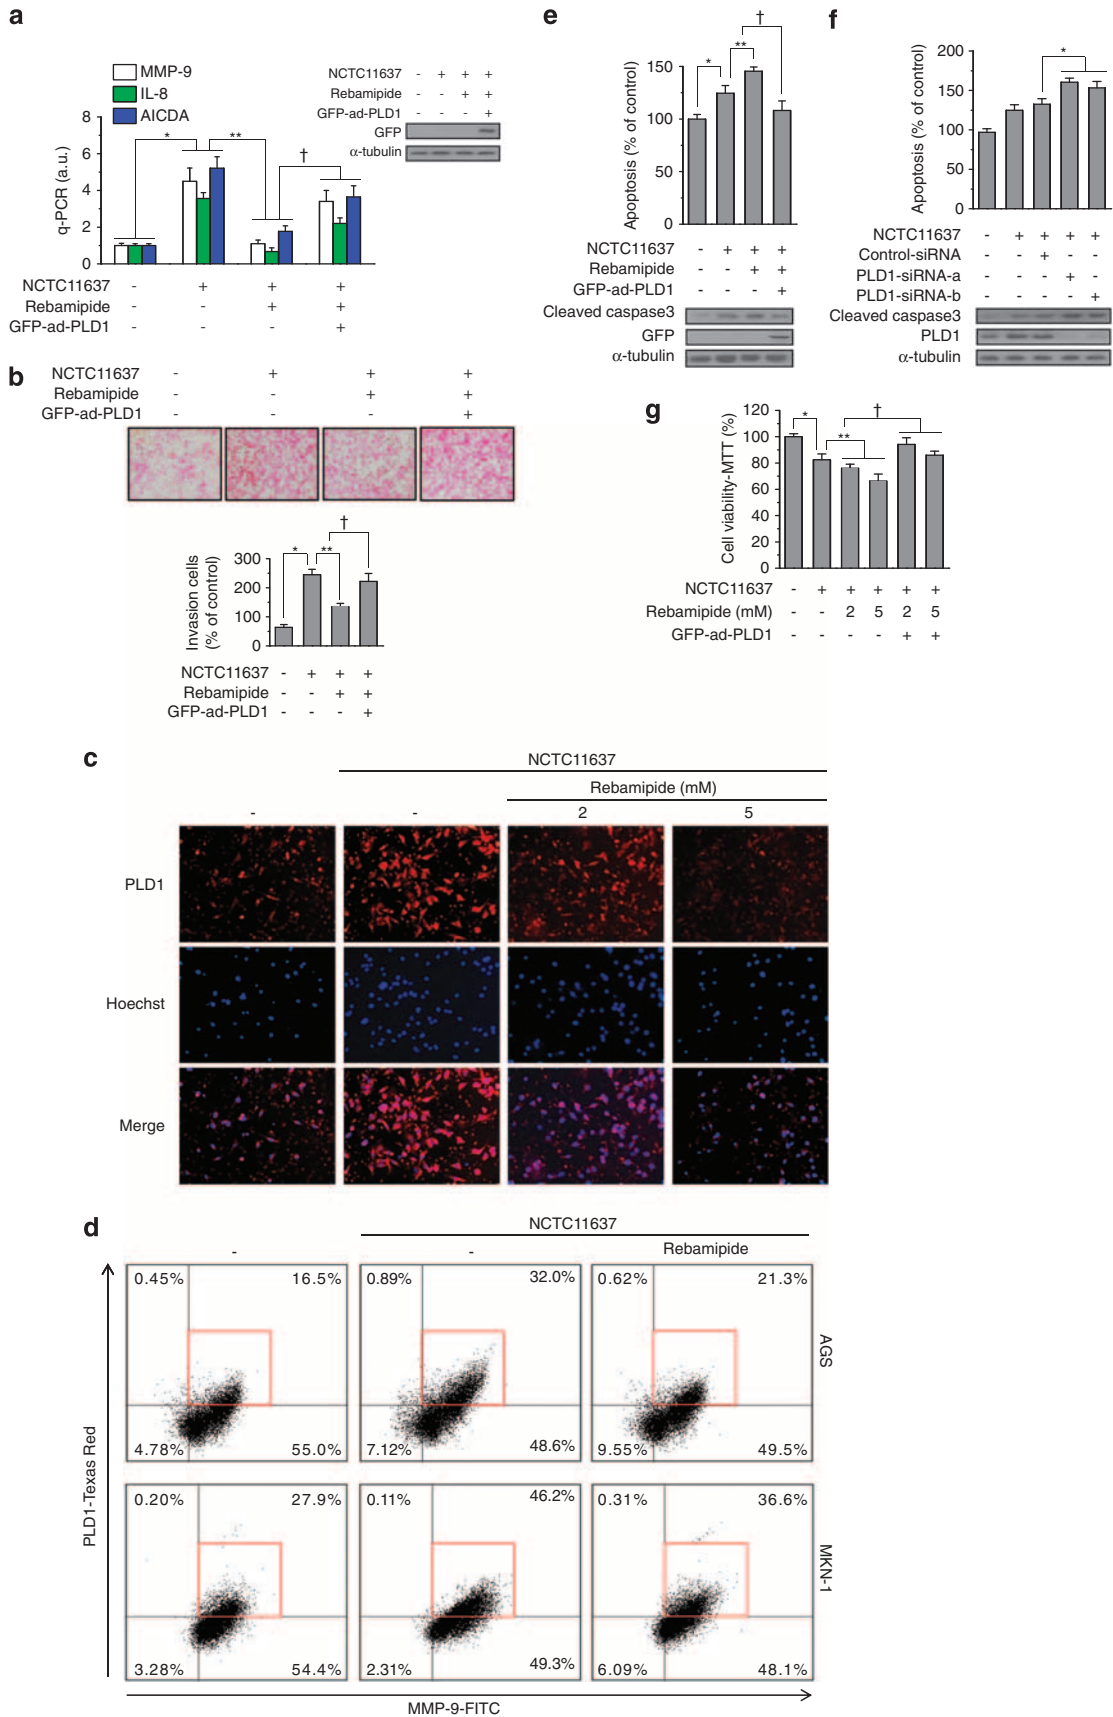 a
MMP-9
IL-8
AICDA
NCTC11637 - + + +
Rebamipide - - + +
GFP-ad-PLD1 - - - +
GFP
α-tubulin
q-PCR (a.u.)
8
6
4
2
0
* ** †
NCTC11637 - + + +
Rebamipide - - + +
GFP-ad-PLD1 - - - +
b
NCTC11637 - + + +
Rebamipide - - + +
GFP-ad-PLD1 - - - +
Invasion cells
(% of control)
300
200
100
0
* ** †
NCTC11637 - + + +
Rebamipide - - + +
GFP-ad-PLD1 - - - +
c
NCTC11637
Rebamipide (mM)
- - 2 5
PLD1
Hoechst
Merge
d
NCTC11637
- - Rebamipide
0.45% 16.5% 0.89% 32.0% 0.62% 21.3%
4.78% 55.0% 7.12% 48.6% 9.55% 49.5%
AGS
0.20% 27.9% 0.11% 46.2% 0.31% 36.6%
3.28% 54.4% 2.31% 49.3% 6.09% 48.1%
MKN-1
PLD1-Texas Red
MMP-9-FITC
e
Apoptosis (% of control)
150
100
50
0
* ** †
NCTC11637 - + + +
Rebamipide - - + +
GFP-ad-PLD1 - - - +
Cleaved caspase3
GFP
α-tubulin
f
Apoptosis (% of control)
200
150
100
50
0
*
NCTC11637 - + + + +
Control-siRNA - - + - -
PLD1-siRNA-a - - - + -
PLD1-siRNA-b - - - - +
Cleaved caspase3
PLD1
α-tubulin
g
Cell viability-MTT (%)
120
100
80
60
40
20
0
* ** †
NCTC11637 - + + + + +
Rebamipide (mM) - - 2 5 2 5
GFP-ad-PLD1 - - - - + +